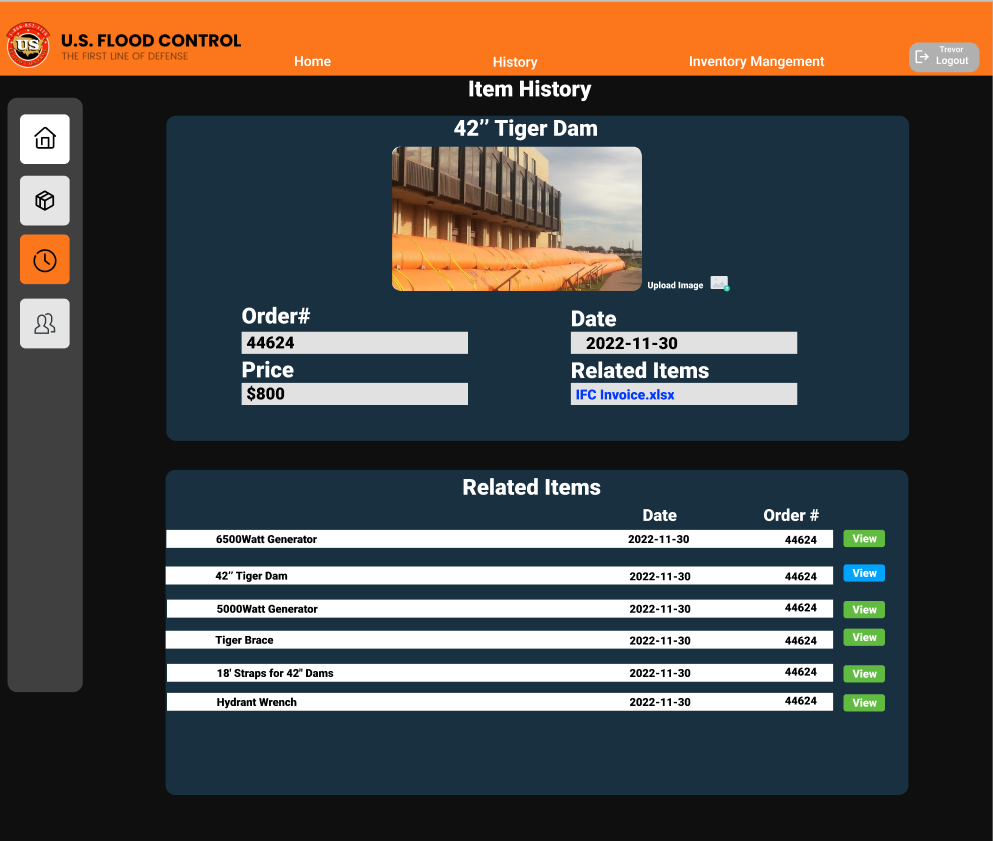 U.S. FLOOD CONTROL
THE FIRST LINE OF DEFENSE
US
Home
History
Inventory Mangement
Trevor
Logout
Item History
42’’ Tiger Dam
Upload Image
Order#
44624
Date
2022-11-30
Price
$800
Related Items
IFC Invoice.xlsx
Related Items
Date Order #
6500Watt Generator 2022-11-30 44624 View
42’’ Tiger Dam 2022-11-30 44624 View
5000Watt Generator 2022-11-30 44624 View
Tiger Brace 2022-11-30 44624 View
18' Straps for 42" Dams 2022-11-30 44624 View
Hydrant Wrench 2022-11-30 44624 View